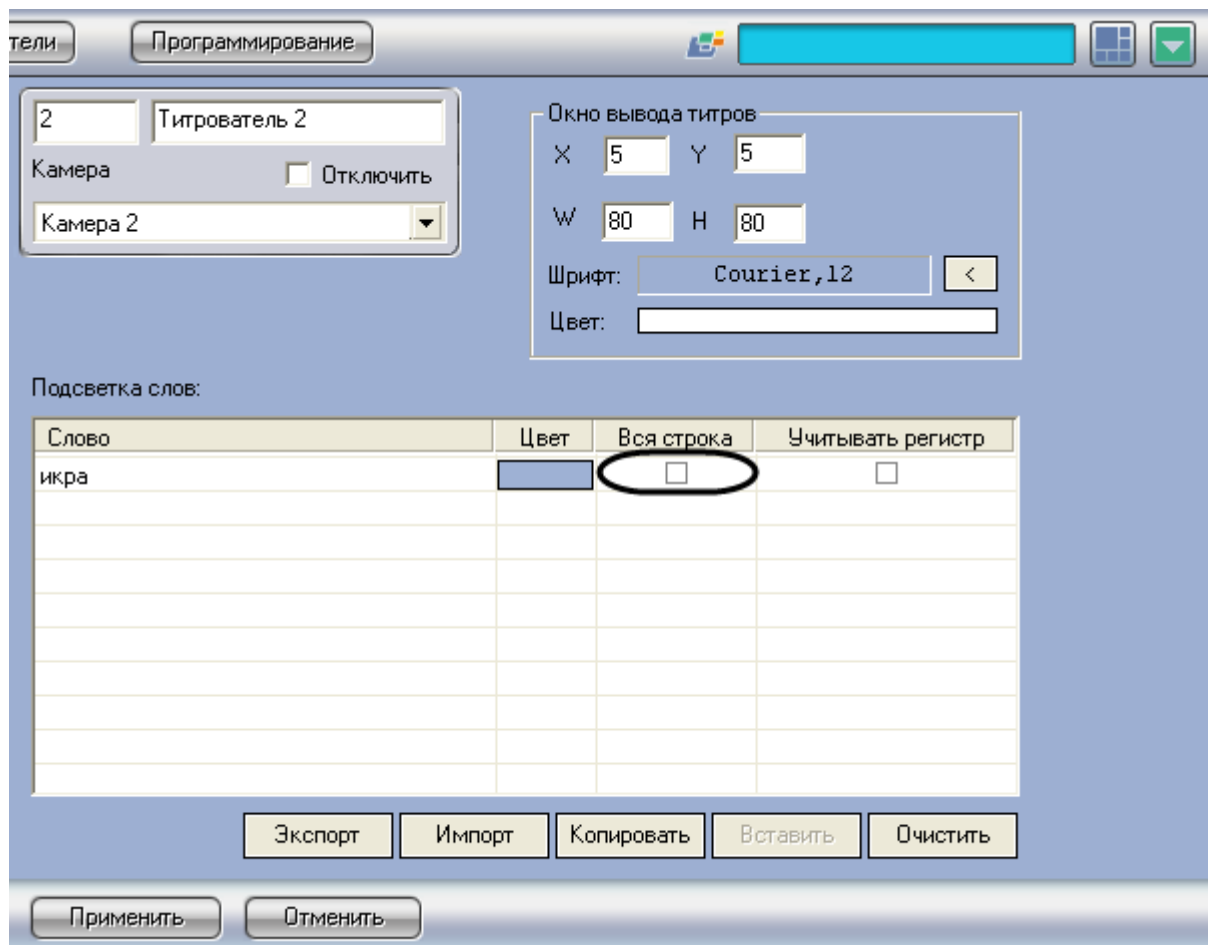 тели Программирование
2 Титрователь 2
Камера Отключить
Камера 2
Окно вывода титров
X 5 Y 5
W 80 H 80
Шрифт: Courier,12 <
Цвет:
Подсветка слов:
Слово Цвет Вся строка Учитывать регистр
икра
Экспорт Импорт Копировать Вставить Очистить
Применить Отменить